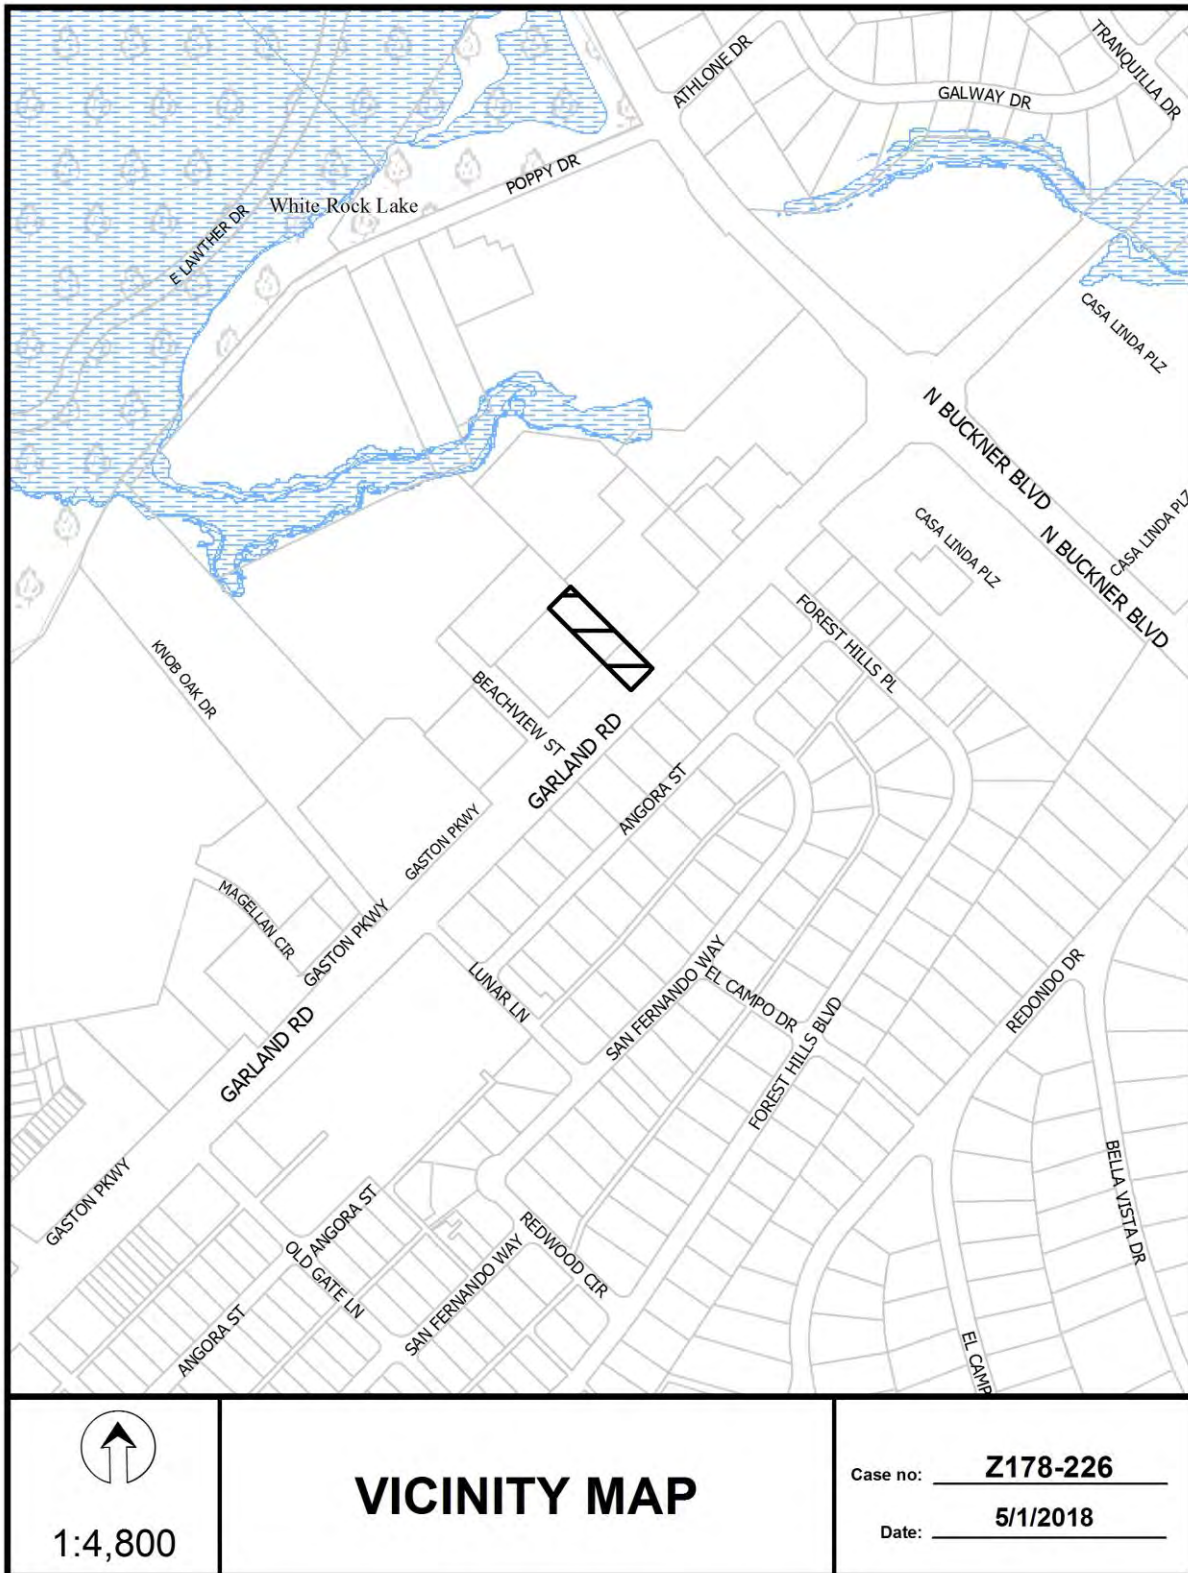 ATHLONE DR
TRANQUILLA DR
GALWAY DR
POPPY DR
White Rock Lake
E LAWTHER DR
CASA LINDA PLZ
N BUCKNER BLVD
CASA LINDA PLZ
CASA LINDA PLZ
N BUCKNER BLVD
FOREST HILLS PL
KNOB OAK DR
BEACHVIEW ST
GARLAND RD
ANGORA ST
GASTON PKWY
MAGELLAN CIR
GASTON PKWY
LUNAR LN
SAN FERNANDO WAY
EL CAMPO DR
REDONDO DR
GARLAND RD
FOREST HILLS BLVD
GASTON PKWY
OLD GATE LN
ANGORA ST
REDWOOD CIR
BELLA VISTA DR
SAN FERNANDO WAY
ANGORA ST
EL CAMP
1:4,800
VICINITY MAP
Case no: Z178-226
Date: 5/1/2018